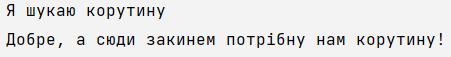 Я шукаю корутину
Добре, а сюди закинем потрібну нам корутину!